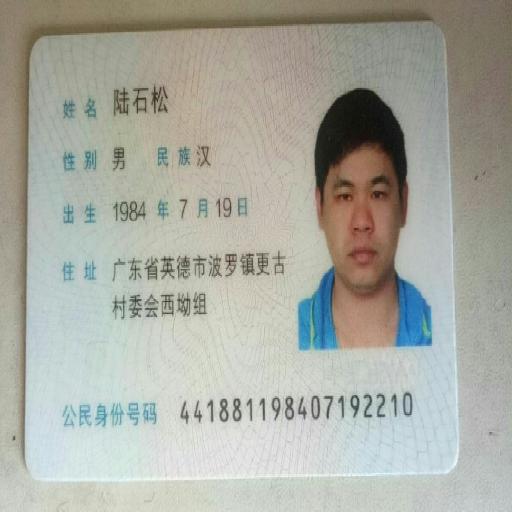 姓名 陆石松
性别 男 民族 汉
出生 1984 年 7 月 19 日
住址 广东省英德市波罗镇更古
村委会西坳组
公民身份号码 441881198407192210